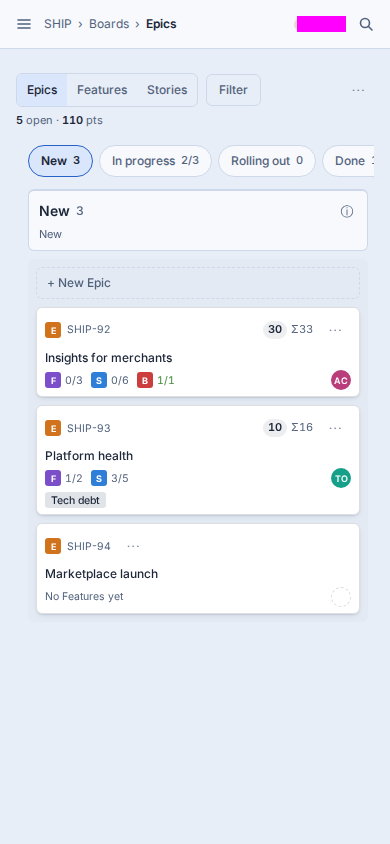 SHIP › Boards › Epics
Epics Features Stories Filter ...
5 open · 110 pts
New 3 In progress 2/3 Rolling out 0 Done
New 3
New
+ New Epic
E SHIP-92 30 Σ33 ...
Insights for merchants
F 0/3 S 0/6 B 1/1 AC
E SHIP-93 10 Σ16 ...
Platform health
F 1/2 S 3/5 TO
Tech debt
E SHIP-94 ...
Marketplace launch
No Features yet